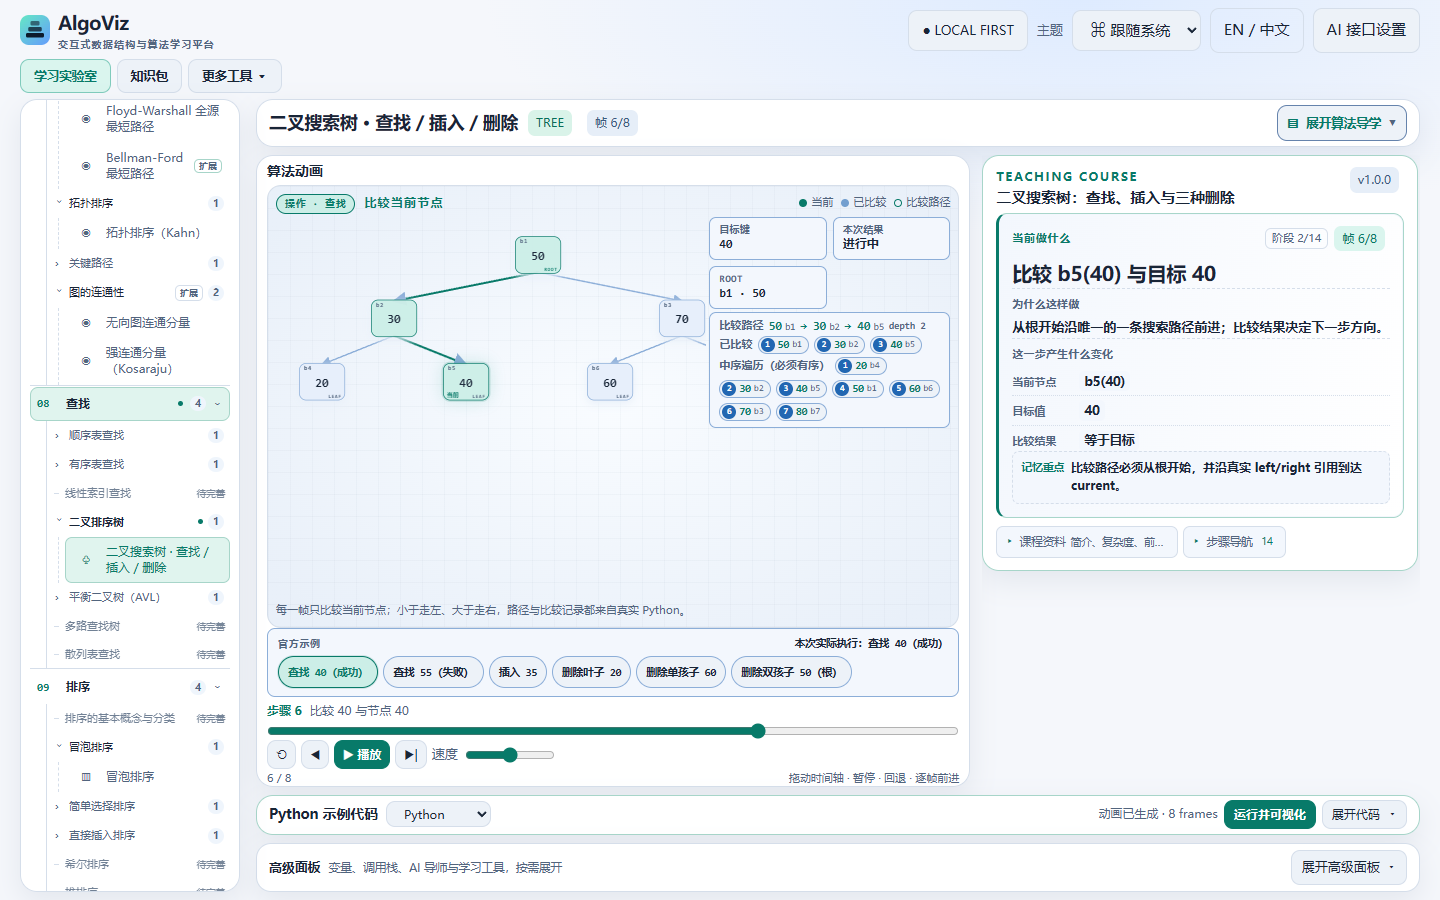 AlgoViz
交互式数据结构与算法学习平台
● LOCAL FIRST
主题
⌘ 跟随系统
EN / 中文
AI 接口设置
学习实验室
知识包
更多工具
Floyd-Warshall 全源
最短路径
Bellman-Ford
最短路径
扩展
拓扑排序
1
拓扑排序（Kahn）
关键路径
1
图的连通性
扩展
2
无向图连通分量
强连通分量
（Kosaraju）
08
查找
4
顺序表查找
1
有序表查找
1
线性索引查找
待完善
二叉排序树
1
二叉搜索树 · 查找 /
插入 / 删除
平衡二叉树（AVL）
1
多路查找树
待完善
散列表查找
待完善
09
排序
4
排序的基本概念与分类
待完善
冒泡排序
1
冒泡排序
简单选择排序
1
直接插入排序
1
希尔排序
待完善
二叉搜索树 • 查找 / 插入 / 删除
TREE
帧 6/8
展开算法导学
算法动画
操作 · 查找
比较当前节点
当前
已比较
比较路径
b1
50
ROOT
b2
30
b3
70
b4
20
LEAF
b5
40
当前
LEAF
b6
60
LEAF
目标键
40
本次结果
进行中
ROOT
b1 · 50
比较路径 50 b1 → 30 b2 → 40 b5 depth 2
已比较 1 50 b1 2 30 b2 3 40 b5
中序遍历（必须有序） 1 20 b4
2 30 b2 3 40 b5 4 50 b1 5 60 b6
6 70 b3 7 80 b7
每一帧只比较当前节点；小于走左、大于走右，路径与比较记录都来自真实 Python。
官方示例
本次实际执行：查找 40（成功）
查找 40（成功）
查找 55（失败）
插入 35
删除叶子 20
删除单孩子 60
删除双孩子 50（根）
步骤 6 比较 40 与节点 40
播放
速度
6 / 8
拖动时间轴 · 暂停 · 回退 · 逐帧前进
TEACHING COURSE
二叉搜索树：查找、插入与三种删除
v1.0.0
当前做什么
阶段 2/14
帧 6/8
比较 b5(40) 与目标 40
为什么这样做
从根开始沿唯一的一条搜索路径前进；比较结果决定下一步方向。
这一步产生什么变化
当前节点 b5(40)
目标值 40
比较结果 等于目标
记忆重点 比较路径必须从根开始，并沿真实 left/right 引用到达
current。
课程资料 简介、复杂度、前...
步骤导航 14
Python 示例代码
Python
动画已生成 · 8 frames
运行并可视化
展开代码
高级面板 变量、调用栈、AI 导师与学习工具，按需展开
展开高级面板